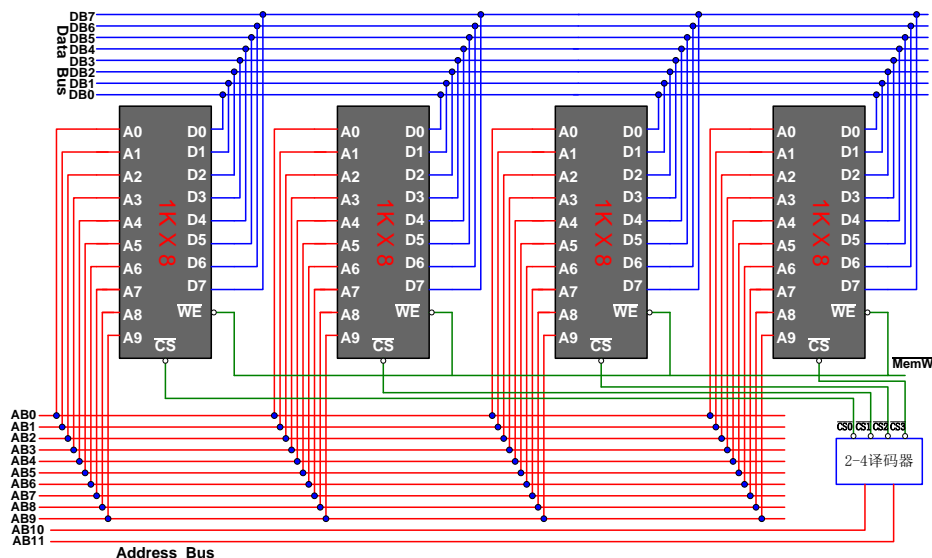 DB7
DB6
DB5
DB4
DB3
DB2
DB1
DB0
Data Bus
A0
A1
A2
A3
A4
A5
A6
A7
A8
A9
D0
D1
D2
D3
D4
D5
D6
D7
WE
CS
1K X 8
A0
A1
A2
A3
A4
A5
A6
A7
A8
A9
D0
D1
D2
D3
D4
D5
D6
D7
WE
CS
1K X 8
A0
A1
A2
A3
A4
A5
A6
A7
A8
A9
D0
D1
D2
D3
D4
D5
D6
D7
WE
CS
1K X 8
A0
A1
A2
A3
A4
A5
A6
A7
A8
A9
D0
D1
D2
D3
D4
D5
D6
D7
WE
CS
1K X 8
MemW
CS0 CS1 CS2 CS3
2-4译码器
AB0
AB1
AB2
AB3
AB4
AB5
AB6
AB7
AB8
AB9
AB10
AB11
Address Bus